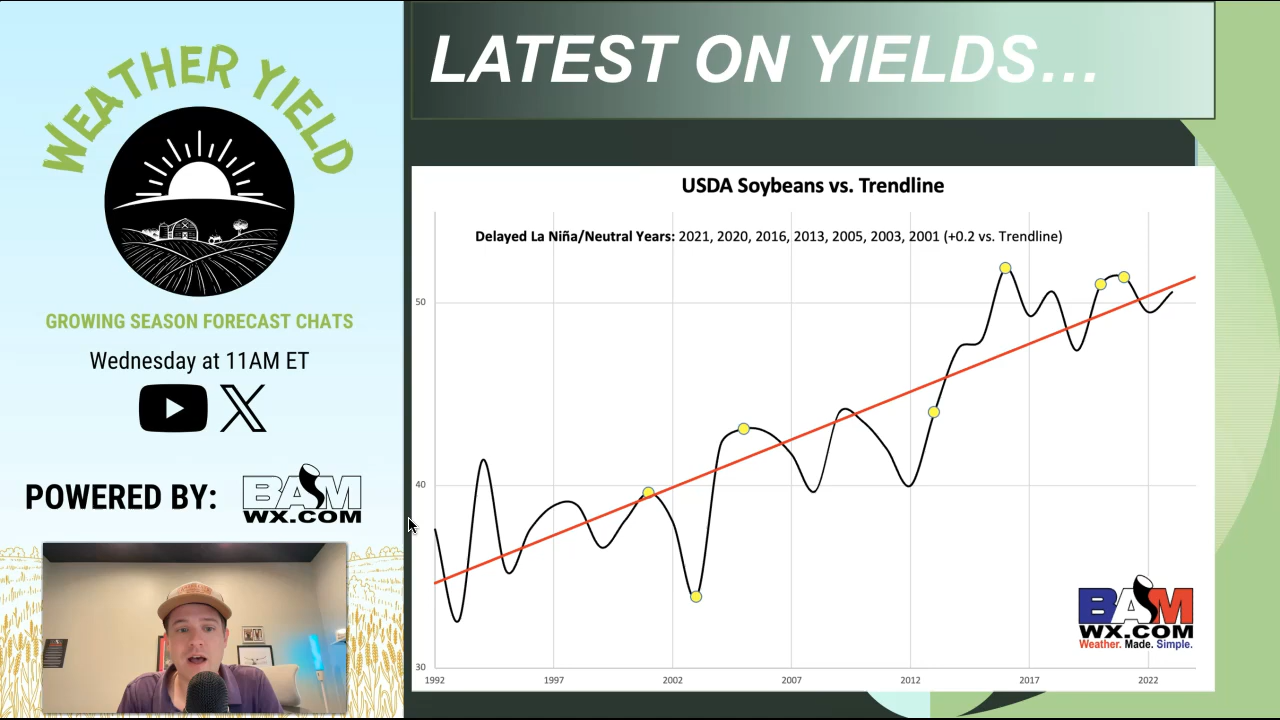 WEATHER YIELD
GROWING SEASON FORECAST CHATS
Wednesday at 11AM ET
POWERED BY:
BAM
WX.COM
LATEST ON YIELDS...
USDA Soybeans vs. Trendline
Delayed La Niña/Neutral Years: 2021, 2020, 2016, 2013, 2005, 2003, 2001 (+0.2 vs. Trendline)
50
40
30
1992
1997
2002
2007
2012
2017
2022
BAM
WX.COM
Weather. Made. Simple.